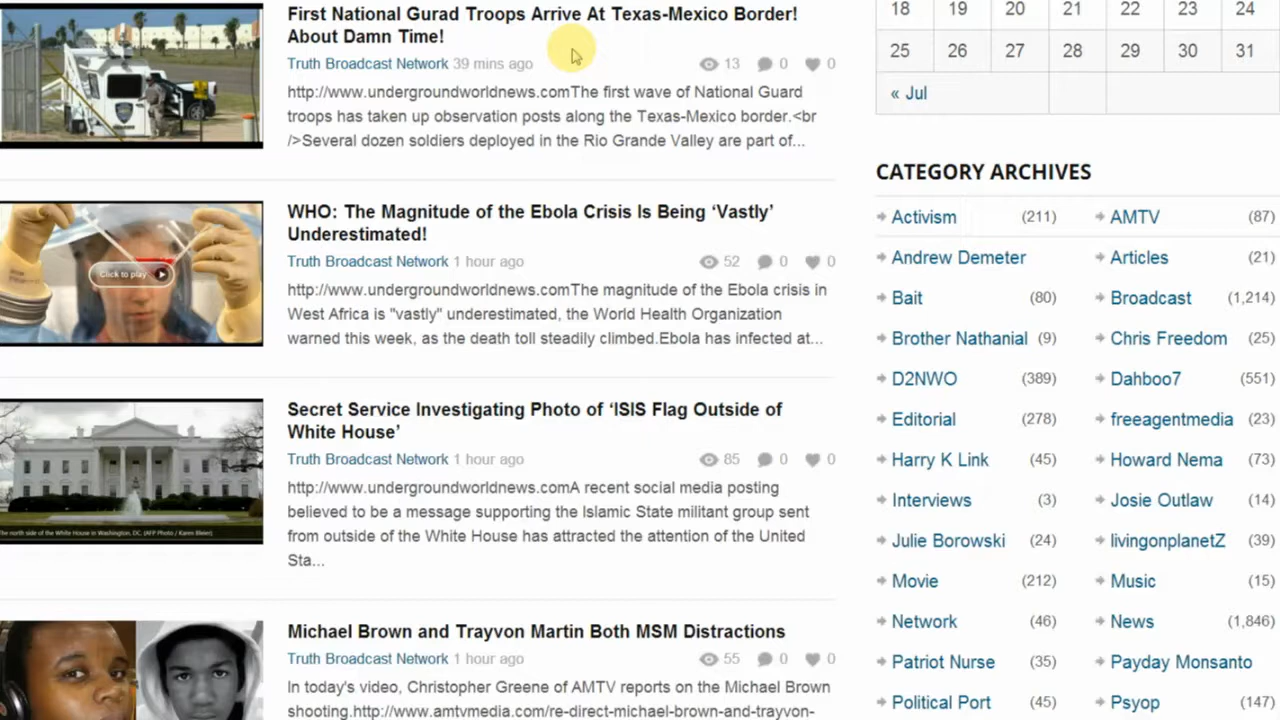 First National Gurad Troops Arrive At Texas-Mexico Border!
About Damn Time!
Truth Broadcast Network 39 mins ago 13 0 0
http://www.undergroundworldnews.comThe first wave of National Guard
troops has taken up observation posts along the Texas-Mexico border.<br
/>Several dozen soldiers deployed in the Rio Grande Valley are part of...
Click to play
WHO: The Magnitude of the Ebola Crisis Is Being ‘Vastly’
Underestimated!
Truth Broadcast Network 1 hour ago 52 0 0
http://www.undergroundworldnews.comThe magnitude of the Ebola crisis in
West Africa is "vastly" underestimated, the World Health Organization
warned this week, as the death toll steadily climbed.Ebola has infected at...
The north side of the White House in Washington, DC. (AFP Photo / Karen Bleier)
Secret Service Investigating Photo of ‘ISIS Flag Outside of
White House’
Truth Broadcast Network 1 hour ago 85 0 0
http://www.undergroundworldnews.comA recent social media posting
believed to be a message supporting the Islamic State militant group sent
from outside of the White House has attracted the attention of the United
Sta...
Michael Brown and Trayvon Martin Both MSM Distractions
Truth Broadcast Network 1 hour ago 55 0 0
In today's video, Christopher Greene of AMTV reports on the Michael Brown
shooting.http://www.amtvmedia.com/re-direct-michael-brown-and-trayvon-
18 19 20 21 22 23 24
25 26 27 28 29 30 31
« Jul
CATEGORY ARCHIVES
Activism (211) AMTV (87)
Andrew Demeter Articles (21)
Bait (80) Broadcast (1,214)
Brother Nathanial (9) Chris Freedom (25)
D2NWO (389) Dahboo7 (551)
Editorial (278) freeagentmedia (23)
Harry K Link (45) Howard Nema (73)
Interviews (3) Josie Outlaw (14)
Julie Borowski (24) livingonplanetZ (39)
Movie (212) Music (15)
Network (46) News (1,846)
Patriot Nurse (35) Payday Monsanto
Political Port (45) Psyop (147)